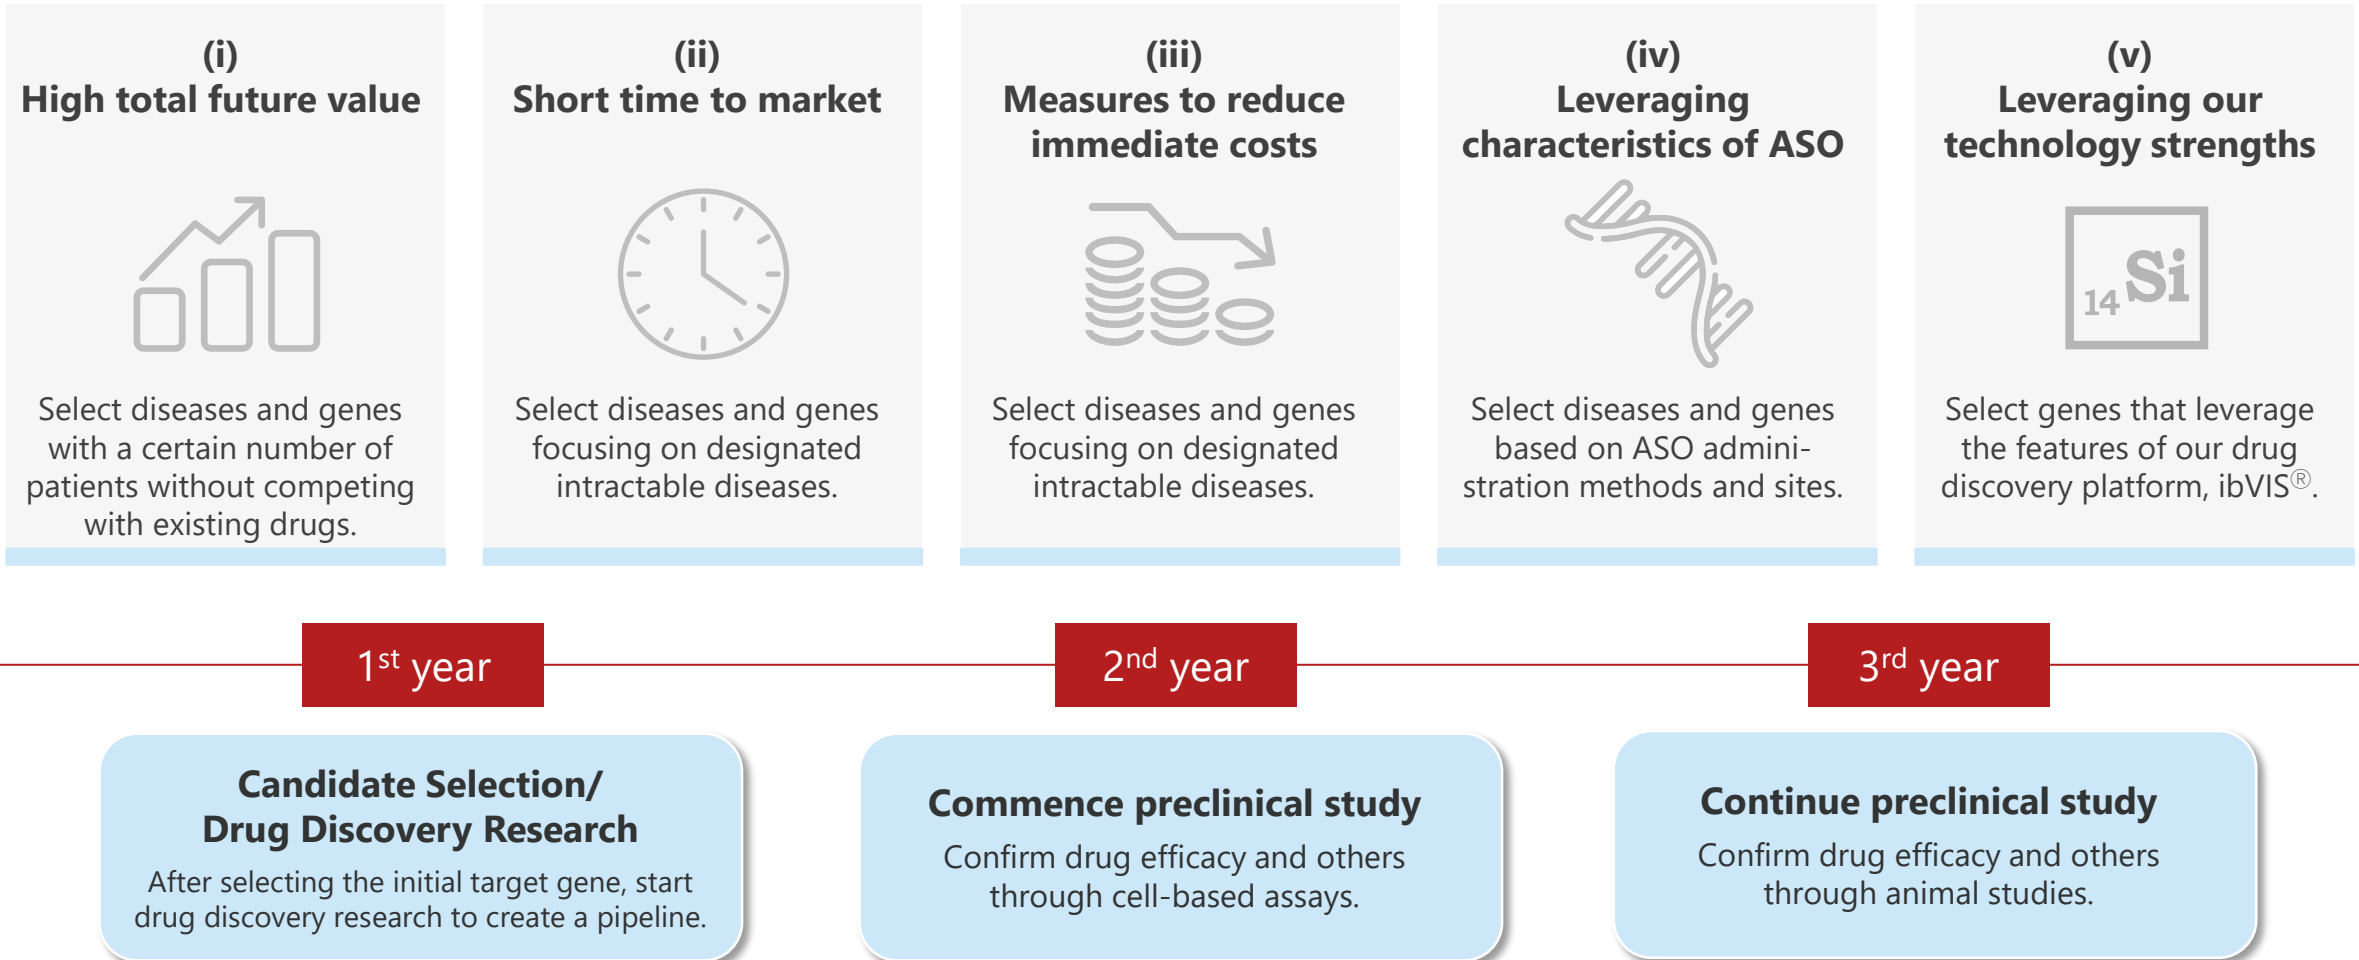 (i)
High total future value
Select diseases and genes
with a certain number of
patients without competing
with existing drugs.
(ii)
Short time to market
Select diseases and genes
focusing on designated
intractable diseases.
(iii)
Measures to reduce
immediate costs
Select diseases and genes
focusing on designated
intractable diseases.
(iv)
Leveraging
characteristics of ASO
Select diseases and genes
based on ASO admini-
stration methods and sites.
(v)
Leveraging our
technology strengths
14 Si
Select genes that leverage
the features of our drug
discovery platform, ibVIS®.
1st year
2nd year
3rd year
Candidate Selection/
Drug Discovery Research
After selecting the initial target gene, start
drug discovery research to create a pipeline.
Commence preclinical study
Confirm drug efficacy and others
through cell-based assays.
Continue preclinical study
Confirm drug efficacy and others
through animal studies.